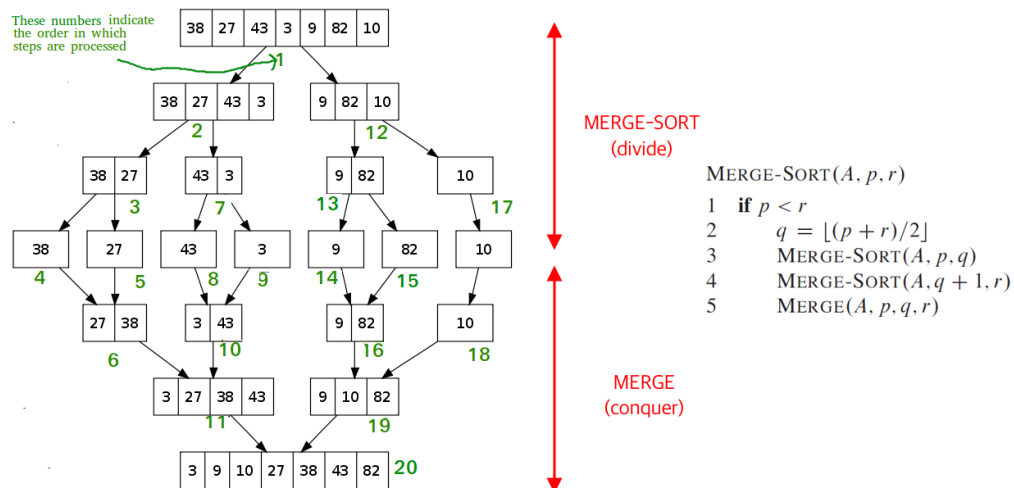 These numbers indicate
the order in which
steps are processed
38 27 43 3 9 82 10
1
38 27 43 3
9 82 10
2
12
38 27
43 3
9 82
10
3
7
13
17
38
27
43
3
9
82
10
4
5
8
9
14
15
27 38
3 43
9 82
10
6
10
16
18
3 27 38 43
9 10 82
11
19
3 9 10 27 38 43 82
20
MERGE-SORT
(divide)
MERGE
(conquer)
MERGE-SORT(A, p, r)
1 if p < r
2 q = ⌊(p + r)/2⌋
3 MERGE-SORT(A, p, q)
4 MERGE-SORT(A, q + 1, r)
5 MERGE(A, p, q, r)